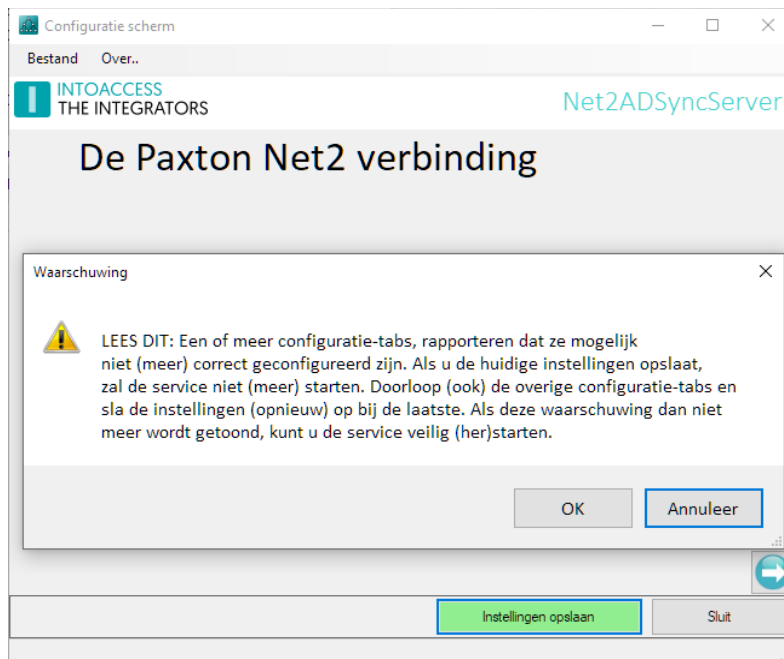 Configuratie scherm
Bestand Over..
INTOACCESS
THE INTEGRATORS
Net2ADSyncServer
De Paxton Net2 verbinding
Waarschuwing
LEES DIT: Een of meer configuratie-tabs, rapporteren dat ze mogelijk
niet (meer) correct geconfigureerd zijn. Als u de huidige instellingen opslaat,
zal de service niet (meer) starten. Doorloop (ook) de overige configuratie-tabs en
sla de instellingen (opnieuw) op bij de laatste. Als deze waarschuwing dan niet
meer wordt getoond, kunt u de service veilig (her)starten.
OK Annuleer
Instellingen opslaan Sluit